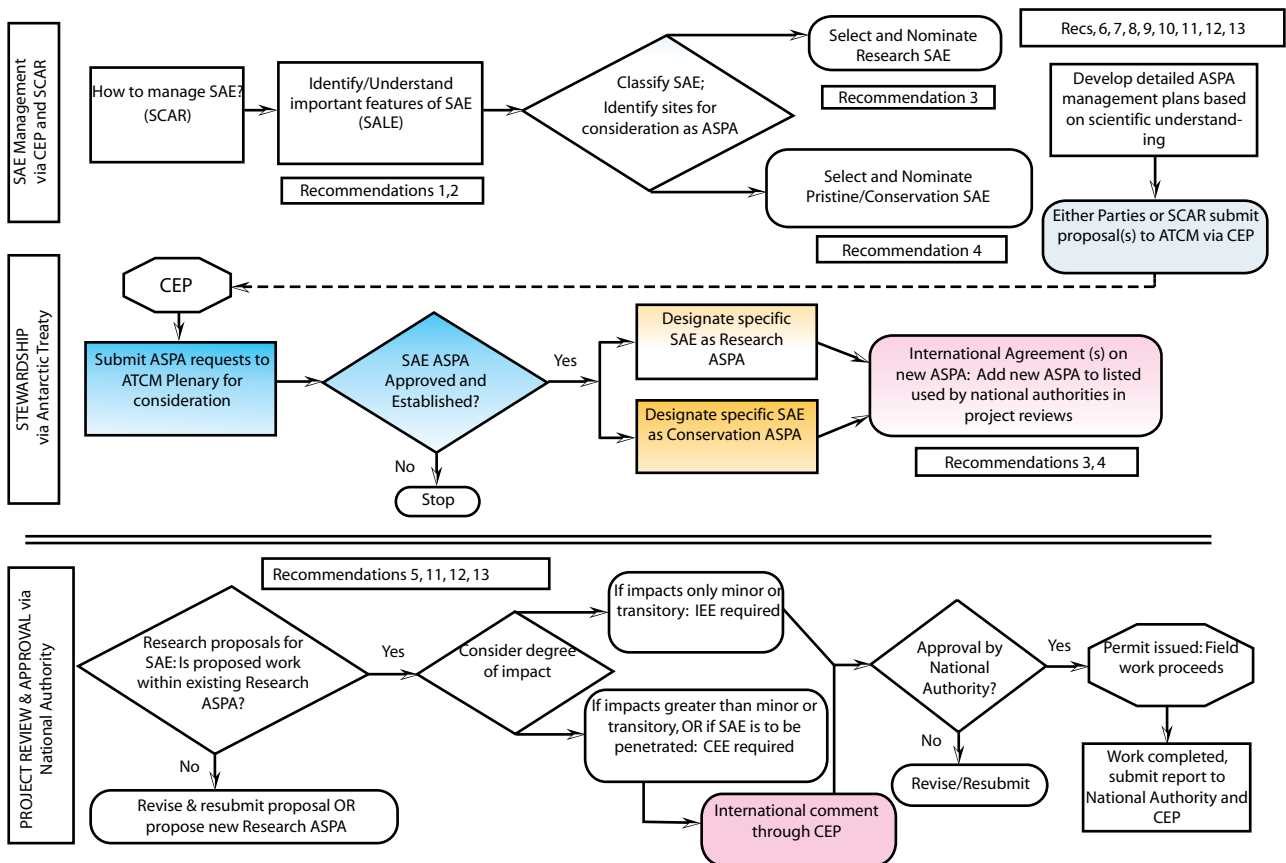 SAE Management
via CEP and SCAR
How to manage SAE?
(SCAR)
Identify/Understand
important features of SAE
(SALE)
Recommendations 1,2
Classify SAE;
Identify sites for
consideration as ASPA
Select and Nominate
Research SAE
Recommendation 3
Select and Nominate
Pristine/Conservation SAE
Recommendation 4
Recs, 6, 7, 8, 9, 10, 11, 12, 13
Develop detailed ASPA
management plans based
on scientific understand-
ing
Either Parties or SCAR submit
proposal(s) to ATCM via CEP
STEWARDSHIP
via Antarctic Treaty
CEP
Submit ASPA requests to
ATCM Plenary for
consideration
SAE ASPA
Approved and
Established?
Yes
No
Stop
Designate specific
SAE as Research
ASPA
Designate specific SAE
as Conservation ASPA
International Agreement (s) on
new ASPA: Add new ASPA to listed
used by national authorities in
project reviews
Recommendations 3, 4
PROJECT REVIEW & APPROVAL via
National Authority
Recommendations 5, 11, 12, 13
Research proposals for
SAE: Is proposed work
within existing Research
ASPA?
Yes
No
Revise & resubmit proposal OR
propose new Research ASPA
Consider degree
of impact
If impacts only minor or
transitory: IEE required
If impacts greater than minor or
transitory, OR if SAE is to be
penetrated: CEE required
International comment
through CEP
Approval by
National
Authority?
Yes
No
Revise/Resubmit
Permit issued: Field
work proceeds
Work completed,
submit report to
National Authority and
CEP